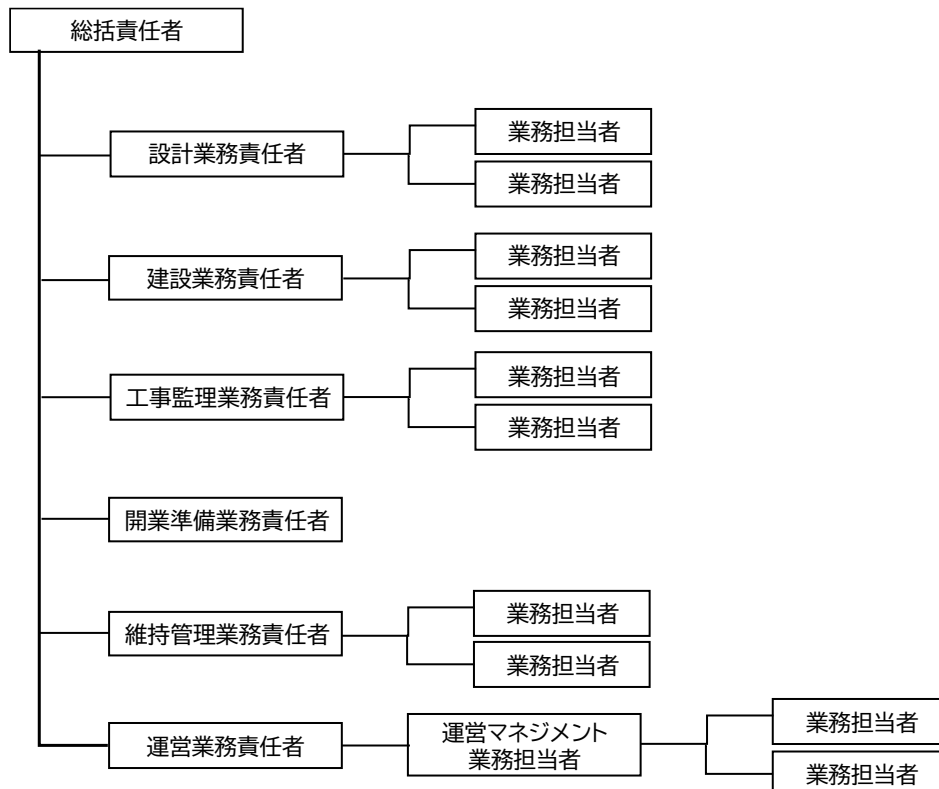 総括責任者
設計業務責任者
業務担当者
業務担当者
建設業務責任者
業務担当者
業務担当者
工事監理業務責任者
業務担当者
業務担当者
開業準備業務責任者
維持管理業務責任者
業務担当者
業務担当者
運営業務責任者
運営マネジメント
業務担当者
業務担当者
業務担当者